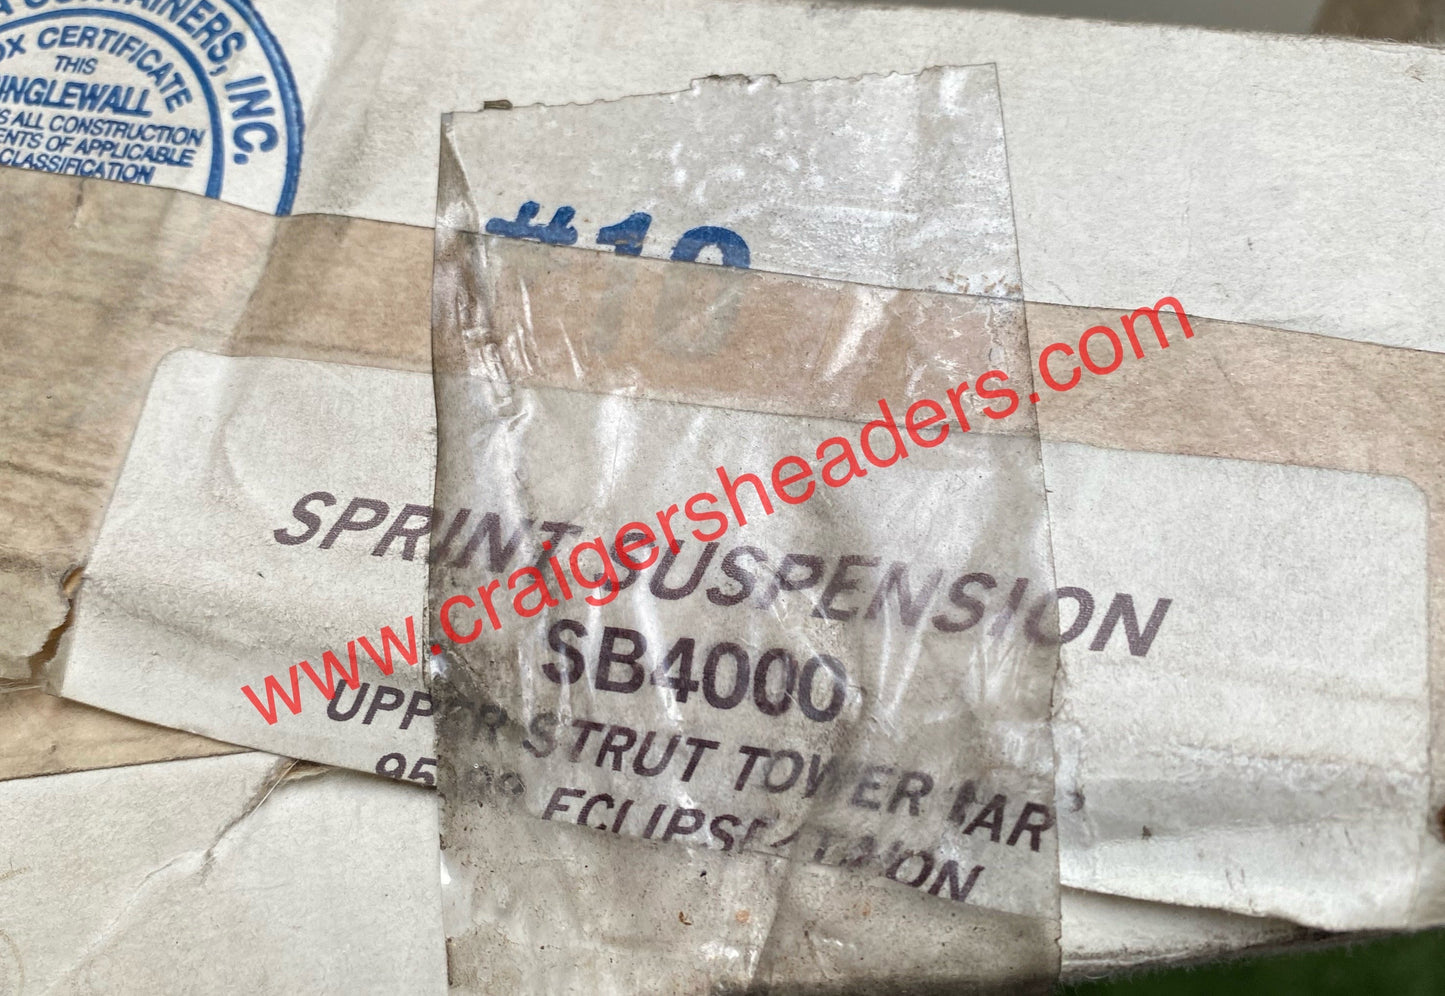 CONTAINERS, INC.
BOX CERTIFICATE
THIS
SINGLEWALL
ALL CONSTRUCTION
OF APPLICABLE
CLASSIFICATION
#10
www.craigersheaders.com
SPRINT SUSPENSION
SB4000
UPPER STRUT TOWER BAR
ECLIPSE/TALON